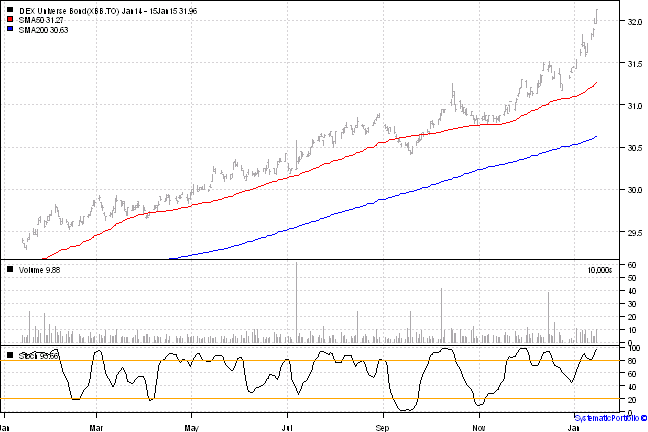 DEX Universe Bond(XBB.TO) Jan14 - 15Jan15 31.96
SMA50 31.27
SMA200 30.63
32.0
31.5
31.0
30.5
30.0
29.5
Volume 9.88
10,000s
60
50
40
30
20
10
0
100
80
60
40
20
0
Jan
Mar
May
Jul
Sep
Nov
Jan
SystematicPortfolio ©